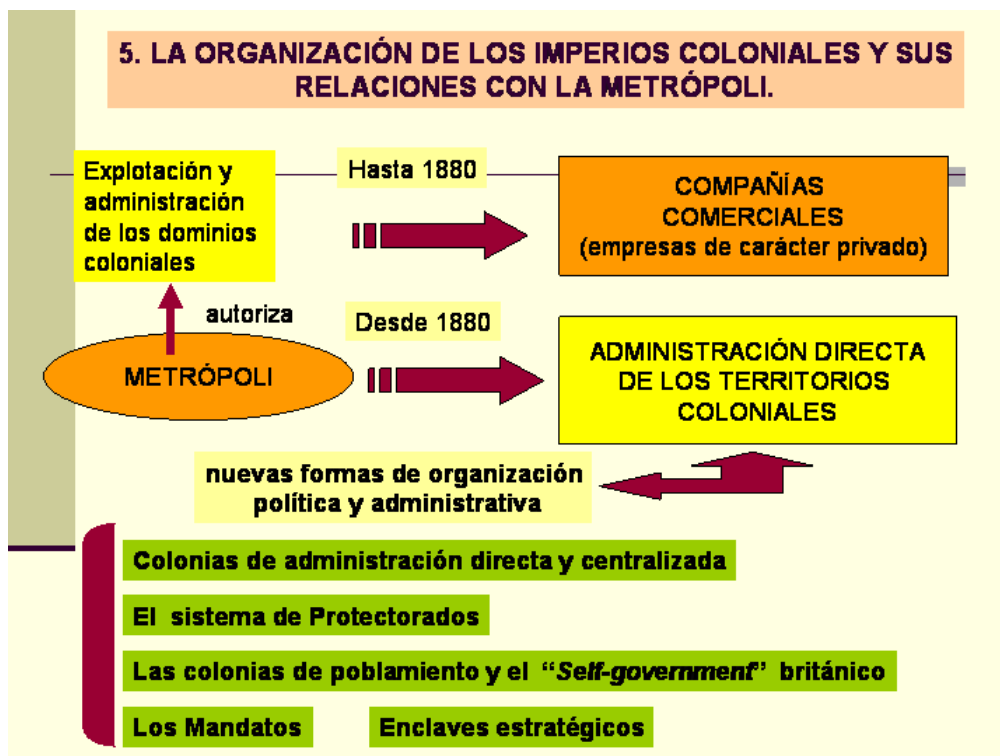 5. LA ORGANIZACIÓN DE LOS IMPERIOS COLONIALES Y SUS
RELACIONES CON LA METRÓPOLI.
Explotación y
administración
de los dominios
coloniales
Hasta 1880
COMPAÑÍAS
COMERCIALES
(empresas de carácter privado)
autoriza
METRÓPOLI
Desde 1880
ADMINISTRACIÓN DIRECTA
DE LOS TERRITORIOS
COLONIALES
nuevas formas de organización
política y administrativa
Colonias de administración directa y centralizada
El sistema de Protectorados
Las colonias de poblamiento y el “Self-government” británico
Los Mandatos
Enclaves estratégicos